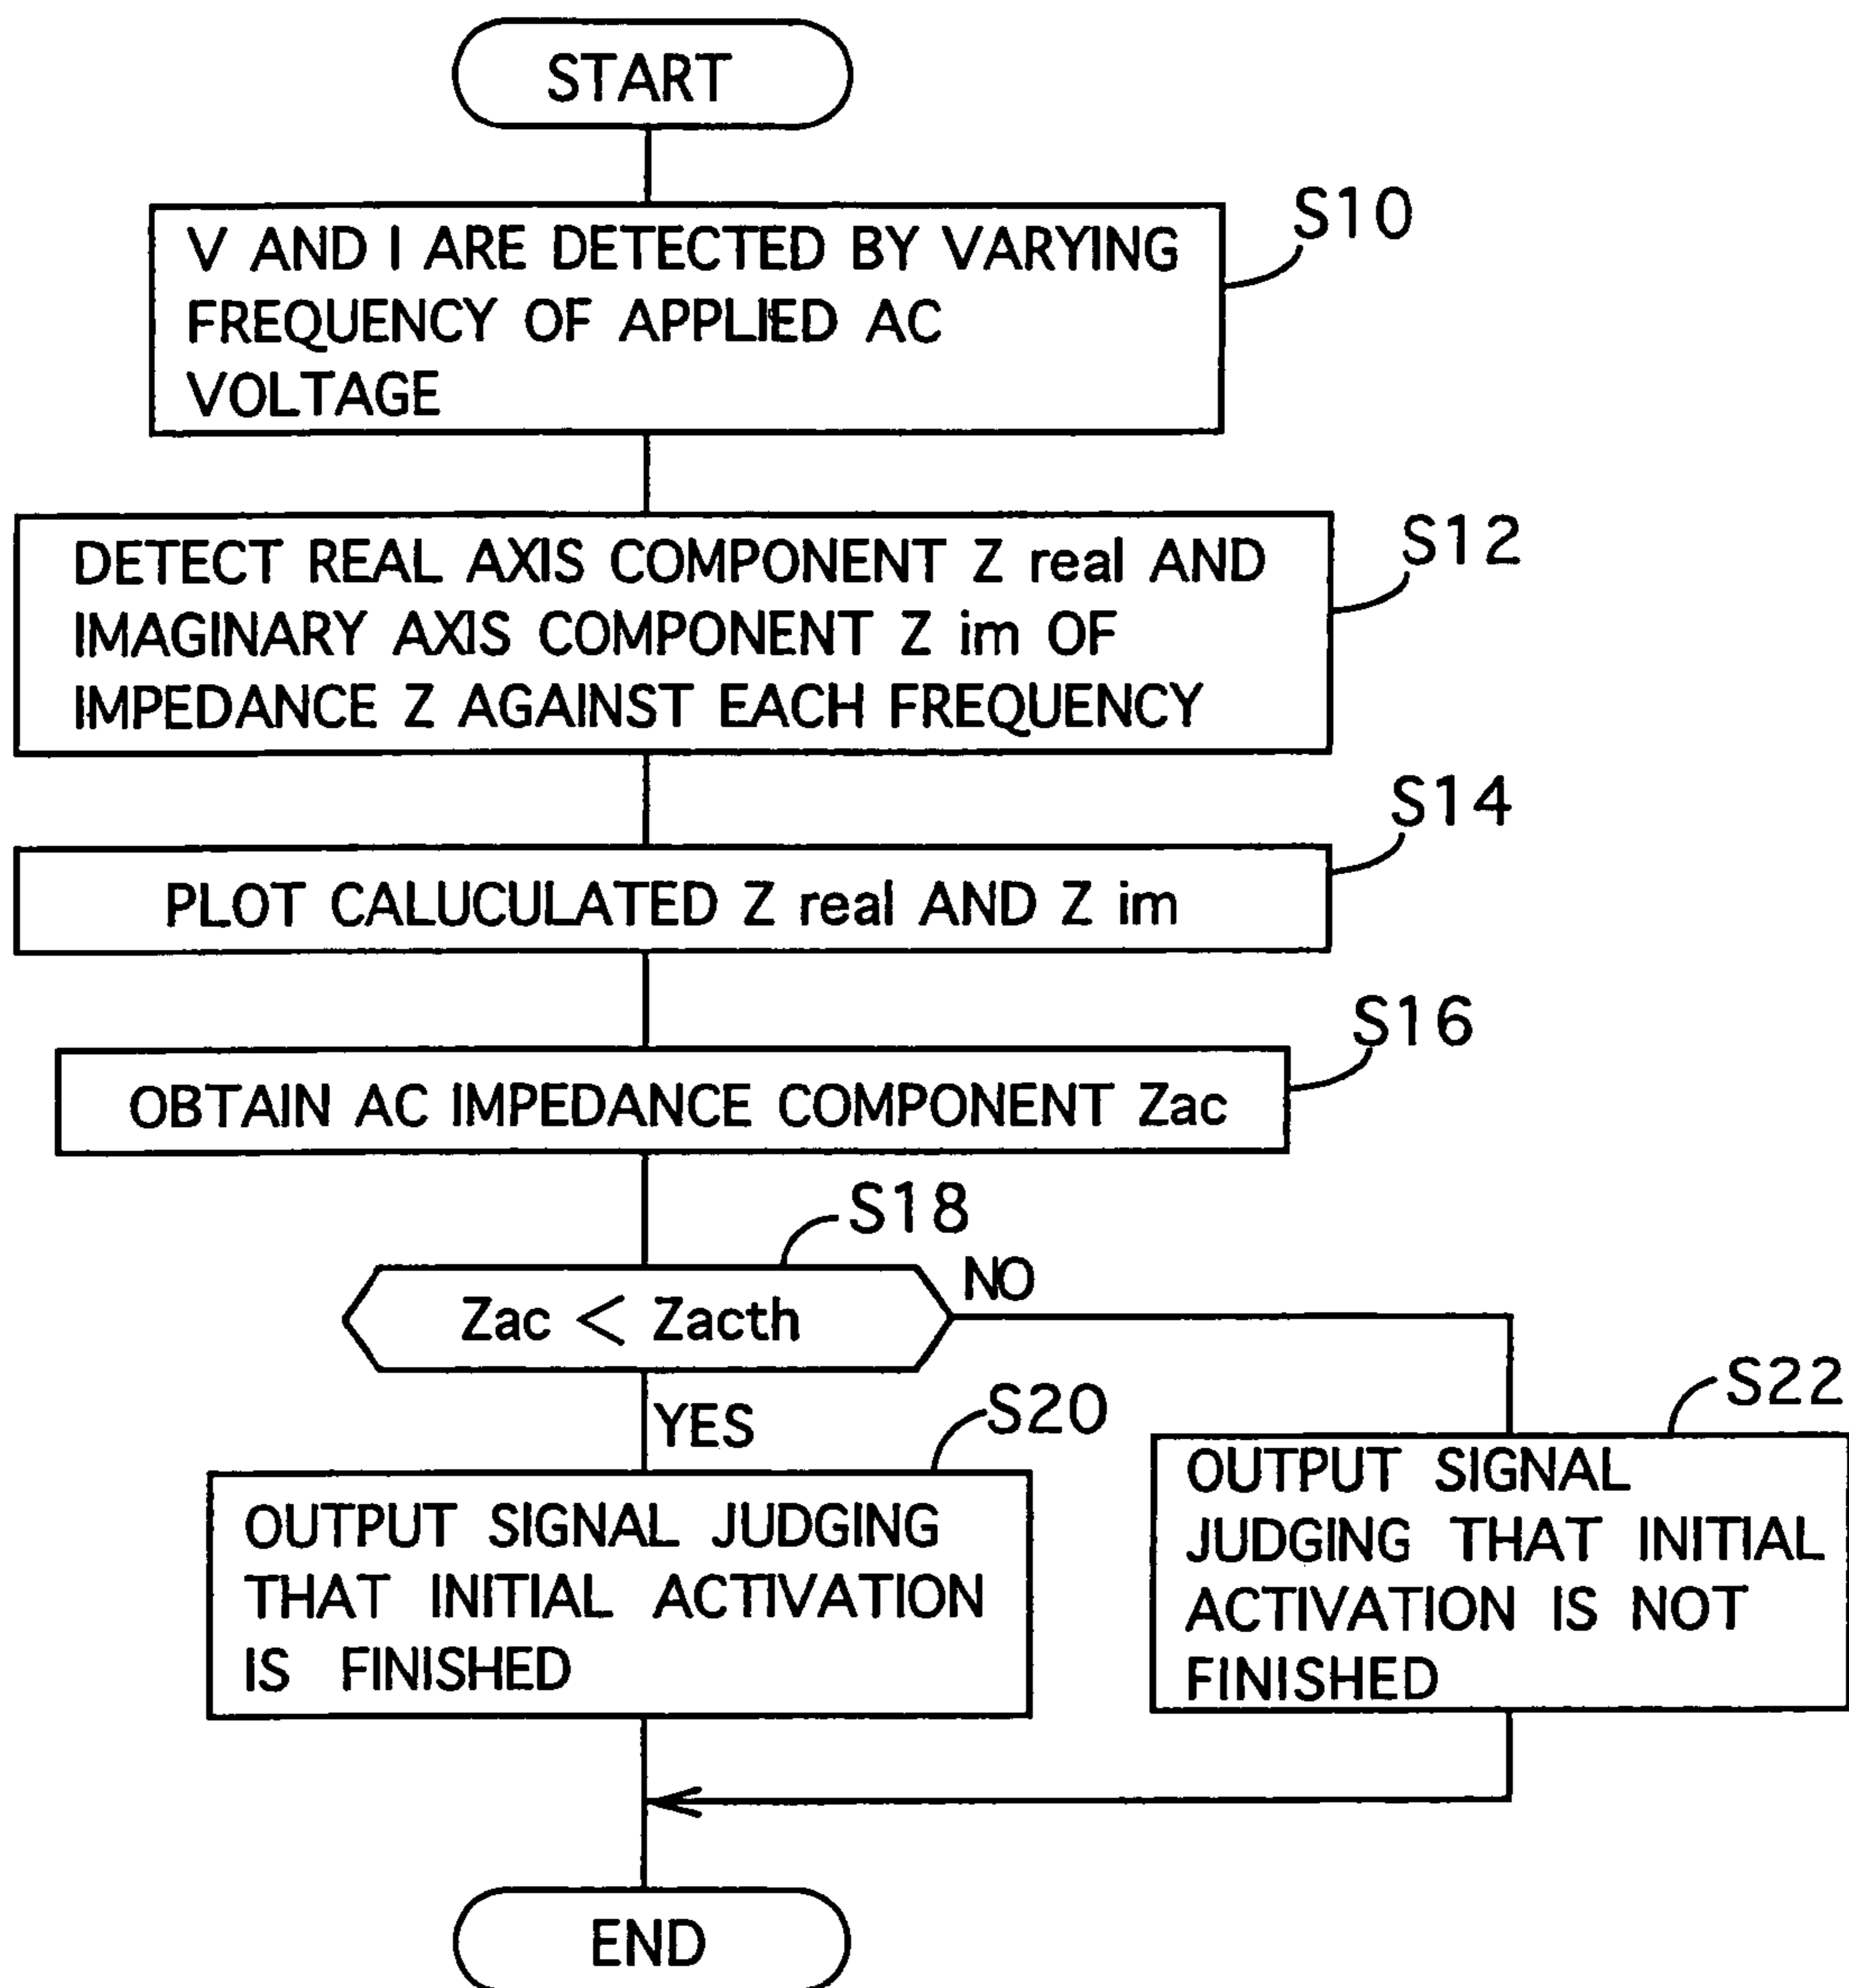 START
S10
V AND I ARE DETECTED BY VARYING
FREQUENCY OF APPLIED AC
VOLTAGE
S12
DETECT REAL AXIS COMPONENT Z real AND
IMAGINARY AXIS COMPONENT Z im OF
IMPEDANCE Z AGAINST EACH FREQUENCY
S14
PLOT CALUCULATED Z real AND Z im
S16
OBTAIN AC IMPEDANCE COMPONENT Zac
S18
Zac < Zacth
NO
YES
S20
OUTPUT SIGNAL JUDGING
THAT INITIAL ACTIVATION
IS FINISHED
S22
OUTPUT SIGNAL
JUDGING THAT INITIAL
ACTIVATION IS NOT
FINISHED
END